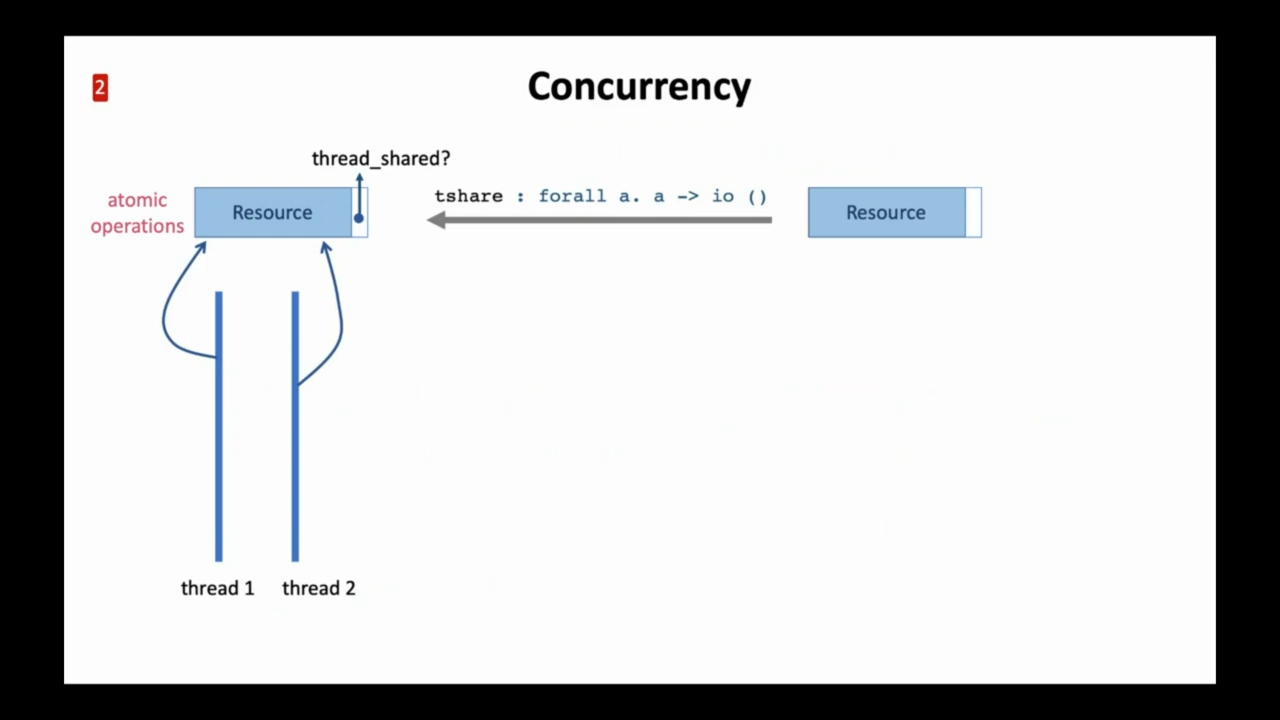 2
Concurrency
thread_shared?
atomic
operations
Resource
tshare : forall a. a -> io ()
Resource
thread 1
thread 2